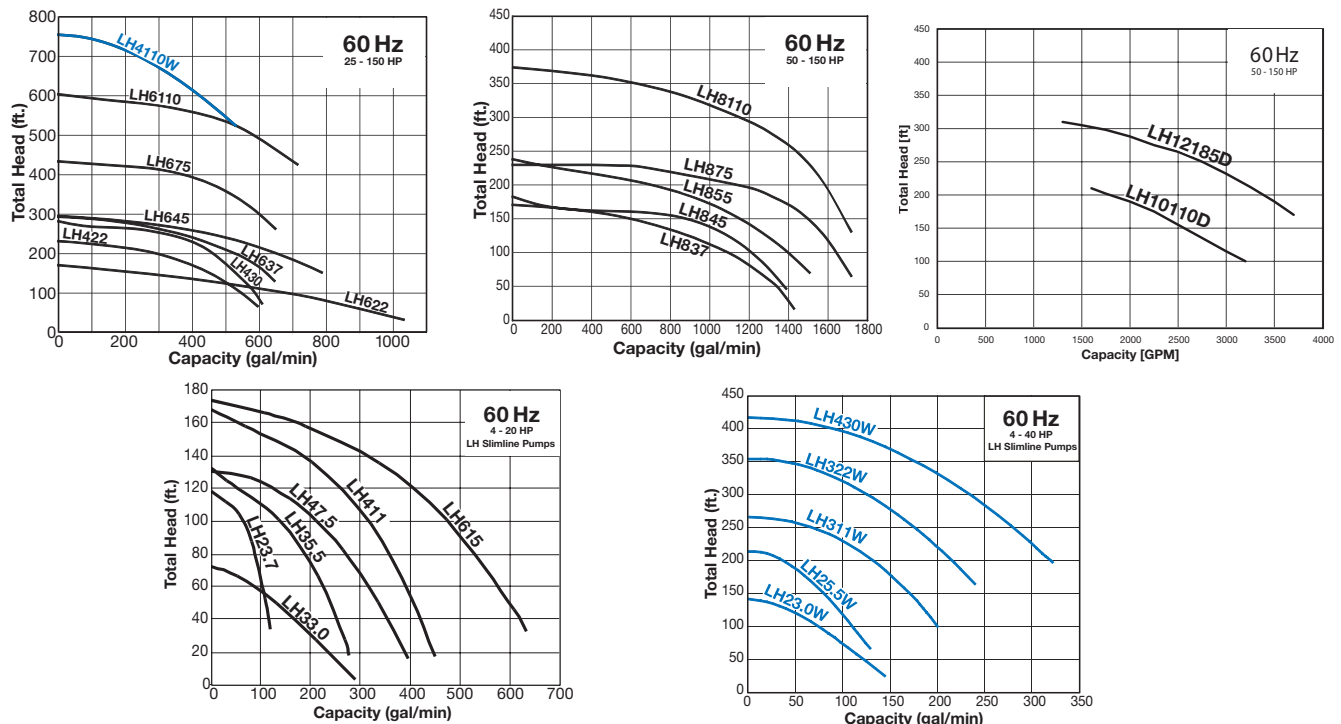 800
700
600
500
400
300
200
100
0
0 200 400 600 800 1000
Total Head (ft.)
Capacity (gal/min)
60 Hz
25 - 150 HP
LH4110W
LH6110
LH675
LH645
LH422
LH637
LH430
LH622
450
400
350
300
250
200
150
100
50
0
0 200 400 600 800 1000 1200 1400 1600 1800
Total Head (ft.)
Capacity (gal/min)
60 Hz
50 - 150 HP
LH8110
LH875
LH855
LH845
LH837
450
400
350
300
250
200
150
100
50
0
0 500 1000 1500 2000 2500 3000 3500 4000
Total Head [ft]
Capacity [GPM]
60 Hz
50 - 150 HP
LH12185D
LH10110D
180
160
140
120
100
80
60
40
20
0
0 100 200 300 400 500 600 700
Total Head (ft.)
Capacity (gal/min)
60 Hz
4 - 20 HP
LH Slimline Pumps
LH23.7
LH35.5
LH47.5
LH411
LH615
LH33.0
450
400
350
300
250
200
150
100
50
0
0 50 100 150 200 250 300 350
Total Head (ft.)
Capacity (gal/min)
60 Hz
4 - 40 HP
LH Slimline Pumps
LH430W
LH322W
LH311W
LH25.5W
LH23.0W